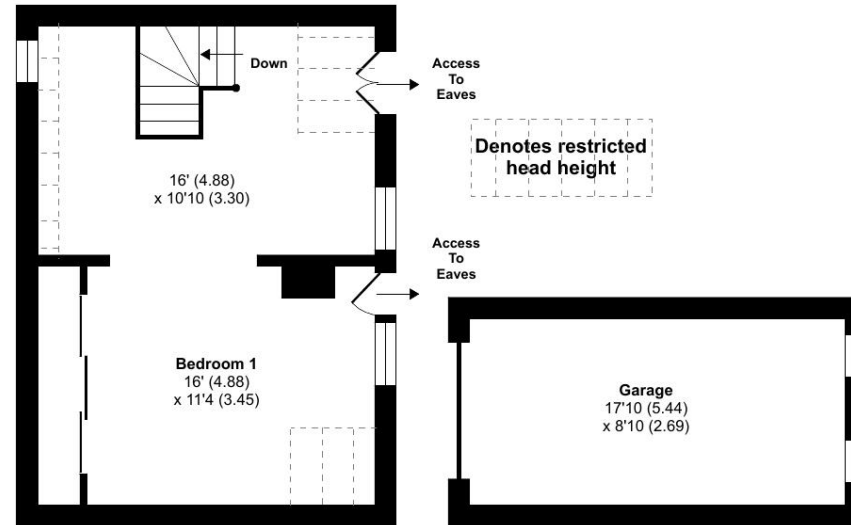 Down
Access
To
Eaves
Denotes restricted
head height
16' (4.88)
x 10'10 (3.30)
Access
To
Eaves
Bedroom 1
16' (4.88)
x 11'4 (3.45)
Garage
17'10 (5.44)
x 8'10 (2.69)